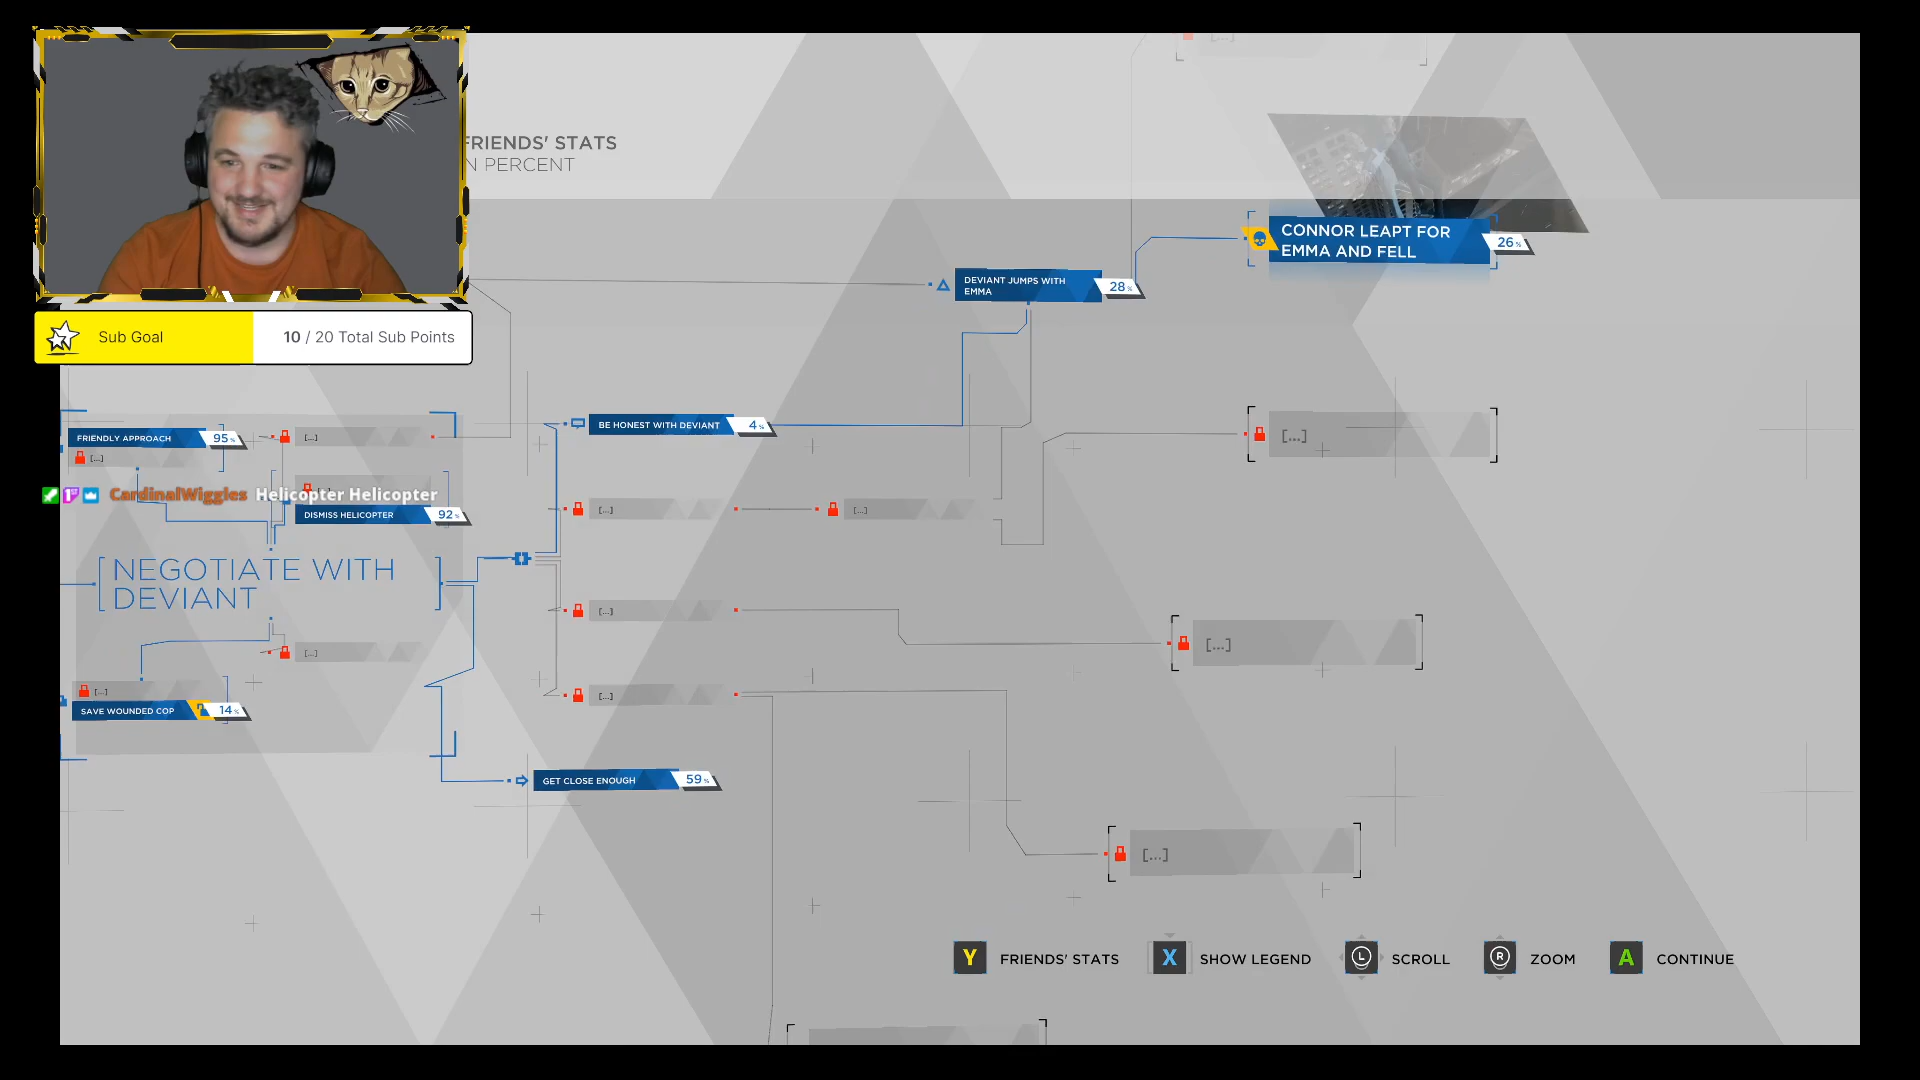 [...]
FRIENDS' STATS
N PERCENT
CONNOR LEAPT FOR
EMMA AND FELL
26%
DEVIANT JUMPS WITH
EMMA
28%
Sub Goal
10 / 20 Total Sub Points
BE HONEST WITH DEVIANT
4%
FRIENDLY APPROACH
95%
[...]
[...]
[...]
CardinalWiggles Helicopter Helicopter
DISMISS HELICOPTER
92%
[...]
[...]
NEGOTIATE WITH
DEVIANT
[...]
[...]
[...]
[...]
[...]
SAVE WOUNDED COP
14%
GET CLOSE ENOUGH
59%
[...]
Y FRIENDS' STATS
X SHOW LEGEND
L SCROLL
R ZOOM
A CONTINUE